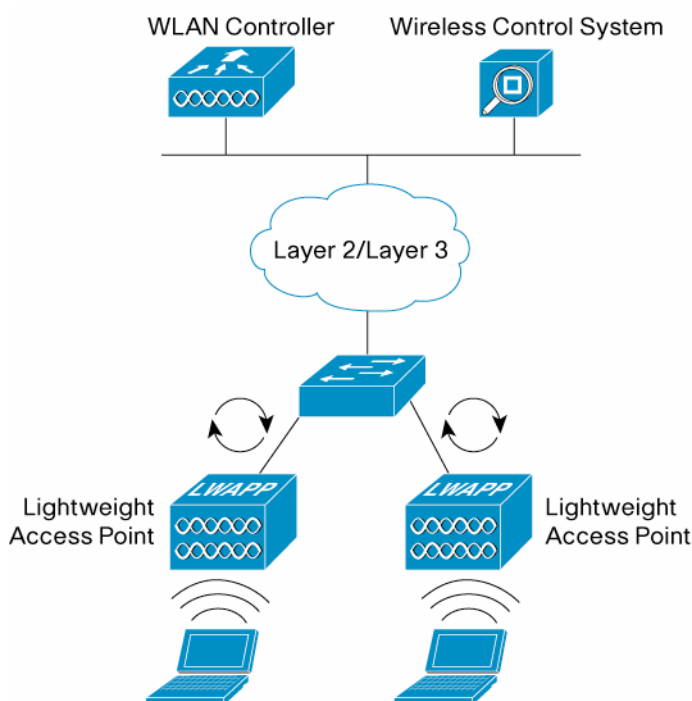 WLAN Controller
Wireless Control System
Layer 2/Layer 3
LWAPP
LWAPP
Lightweight
Access Point
Lightweight
Access Point